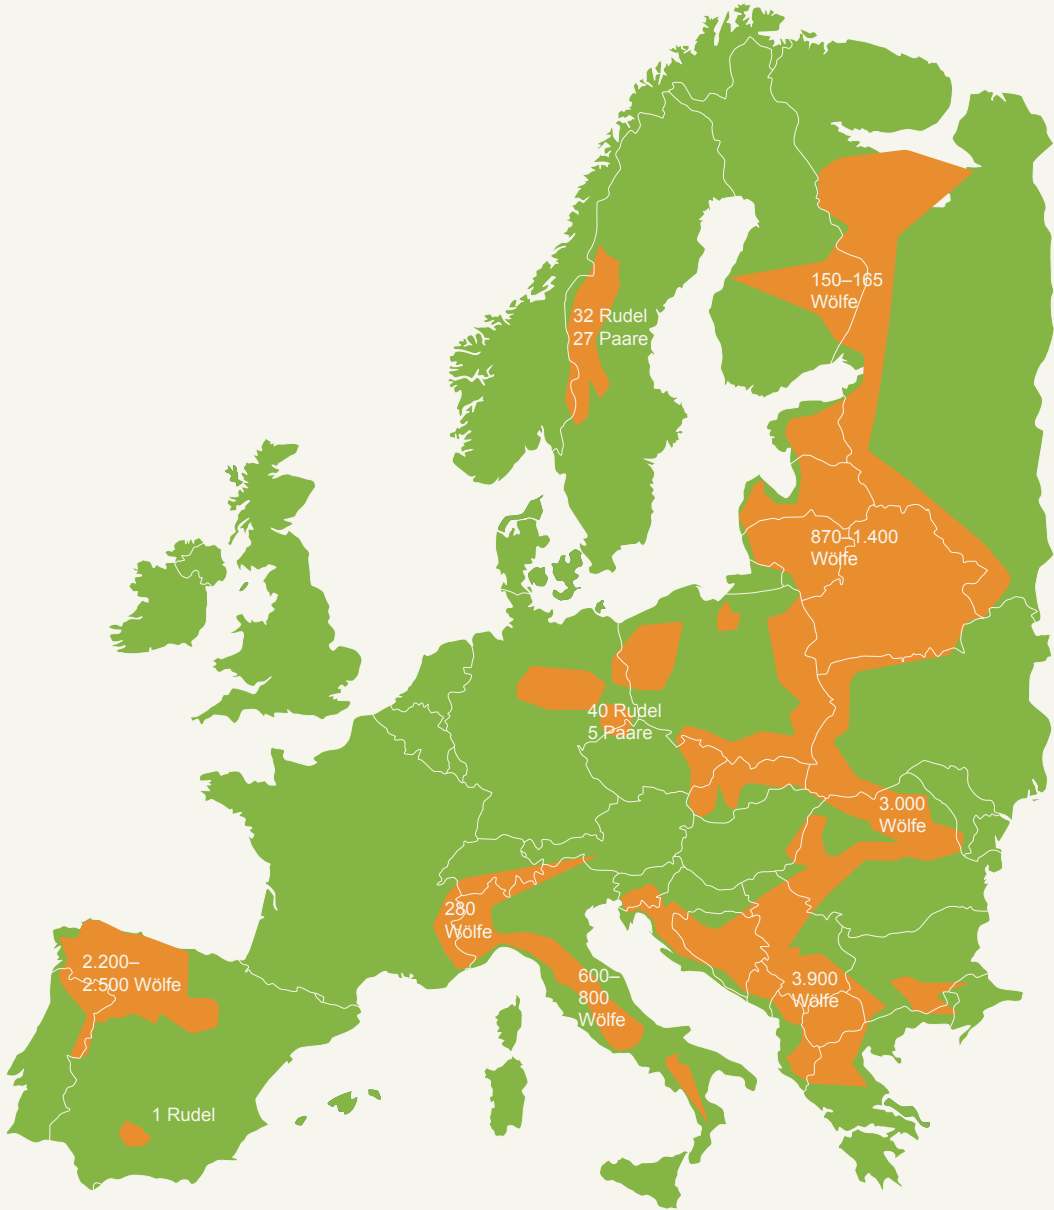 150–165
Wölfe
32 Rudel
27 Paare
870–1.400
Wölfe
40 Rudel
5 Paare
3.000
Wölfe
280
Wölfe
2.200–
2.500 Wölfe
600–
800
Wölfe
3.900
Wölfe
1 Rudel